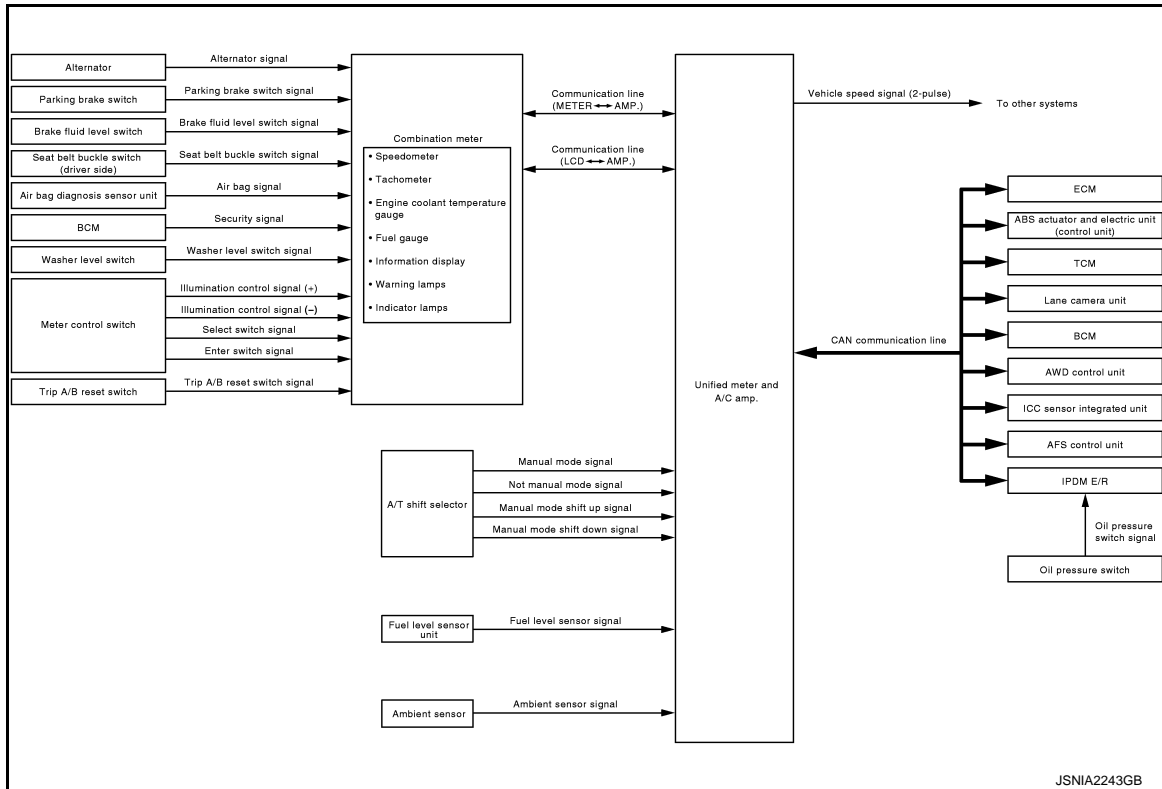 Alternator
Alternator signal
Parking brake switch
Parking brake switch signal
Brake fluid level switch
Brake fluid level switch signal
Seat belt buckle switch
(driver side)
Seat belt buckle switch signal
Air bag diagnosis sensor unit
Air bag signal
BCM
Security signal
Washer level switch
Washer level switch signal
Meter control switch
Illumination control signal (+)
Illumination control signal (−)
Select switch signal
Enter switch signal
Trip A/B reset switch
Trip A/B reset switch signal
Combination meter
• Speedometer
• Tachometer
• Engine coolant temperature
gauge
• Fuel gauge
• Information display
• Warning lamps
• Indicator lamps
Communication line
(METER ↔ AMP.)
Communication line
(LCD ↔ AMP.)
A/T shift selector
Manual mode signal
Not manual mode signal
Manual mode shift up signal
Manual mode shift down signal
Fuel level sensor
unit
Fuel level sensor signal
Ambient sensor
Ambient sensor signal
Unified meter and
A/C amp.
Vehicle speed signal (2-pulse)
To other systems
CAN communication line
ECM
ABS actuator and electric unit
(control unit)
TCM
Lane camera unit
BCM
AWD control unit
ICC sensor integrated unit
AFS control unit
IPDM E/R
Oil pressure
switch signal
Oil pressure switch
JSNIA2243GB